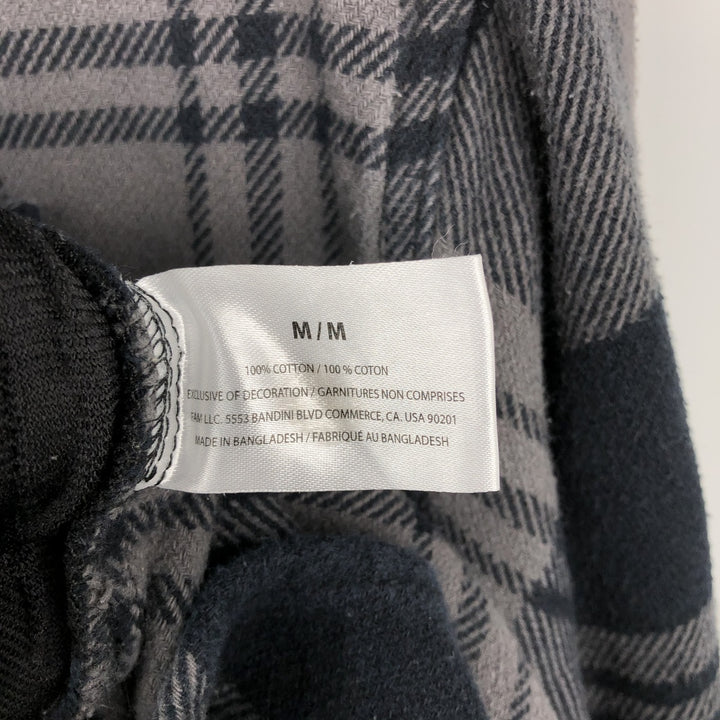 M / M
100% COTTON / 100 % COTON
EXCLUSIVE OF DECORATION / GARNITURES NON COMPRISES
FAM LLC. 5553 BANDINI BLVD COMMERCE, CA. USA 90201
MADE IN BANGLADESH / FABRIQUÉ AU BANGLADESH